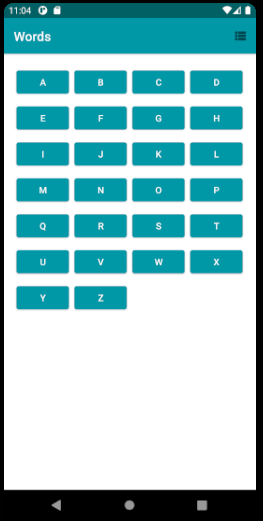 11:04
Words
A B C D
E F G H
I J K L
M N O P
Q R S T
U V W X
Y Z